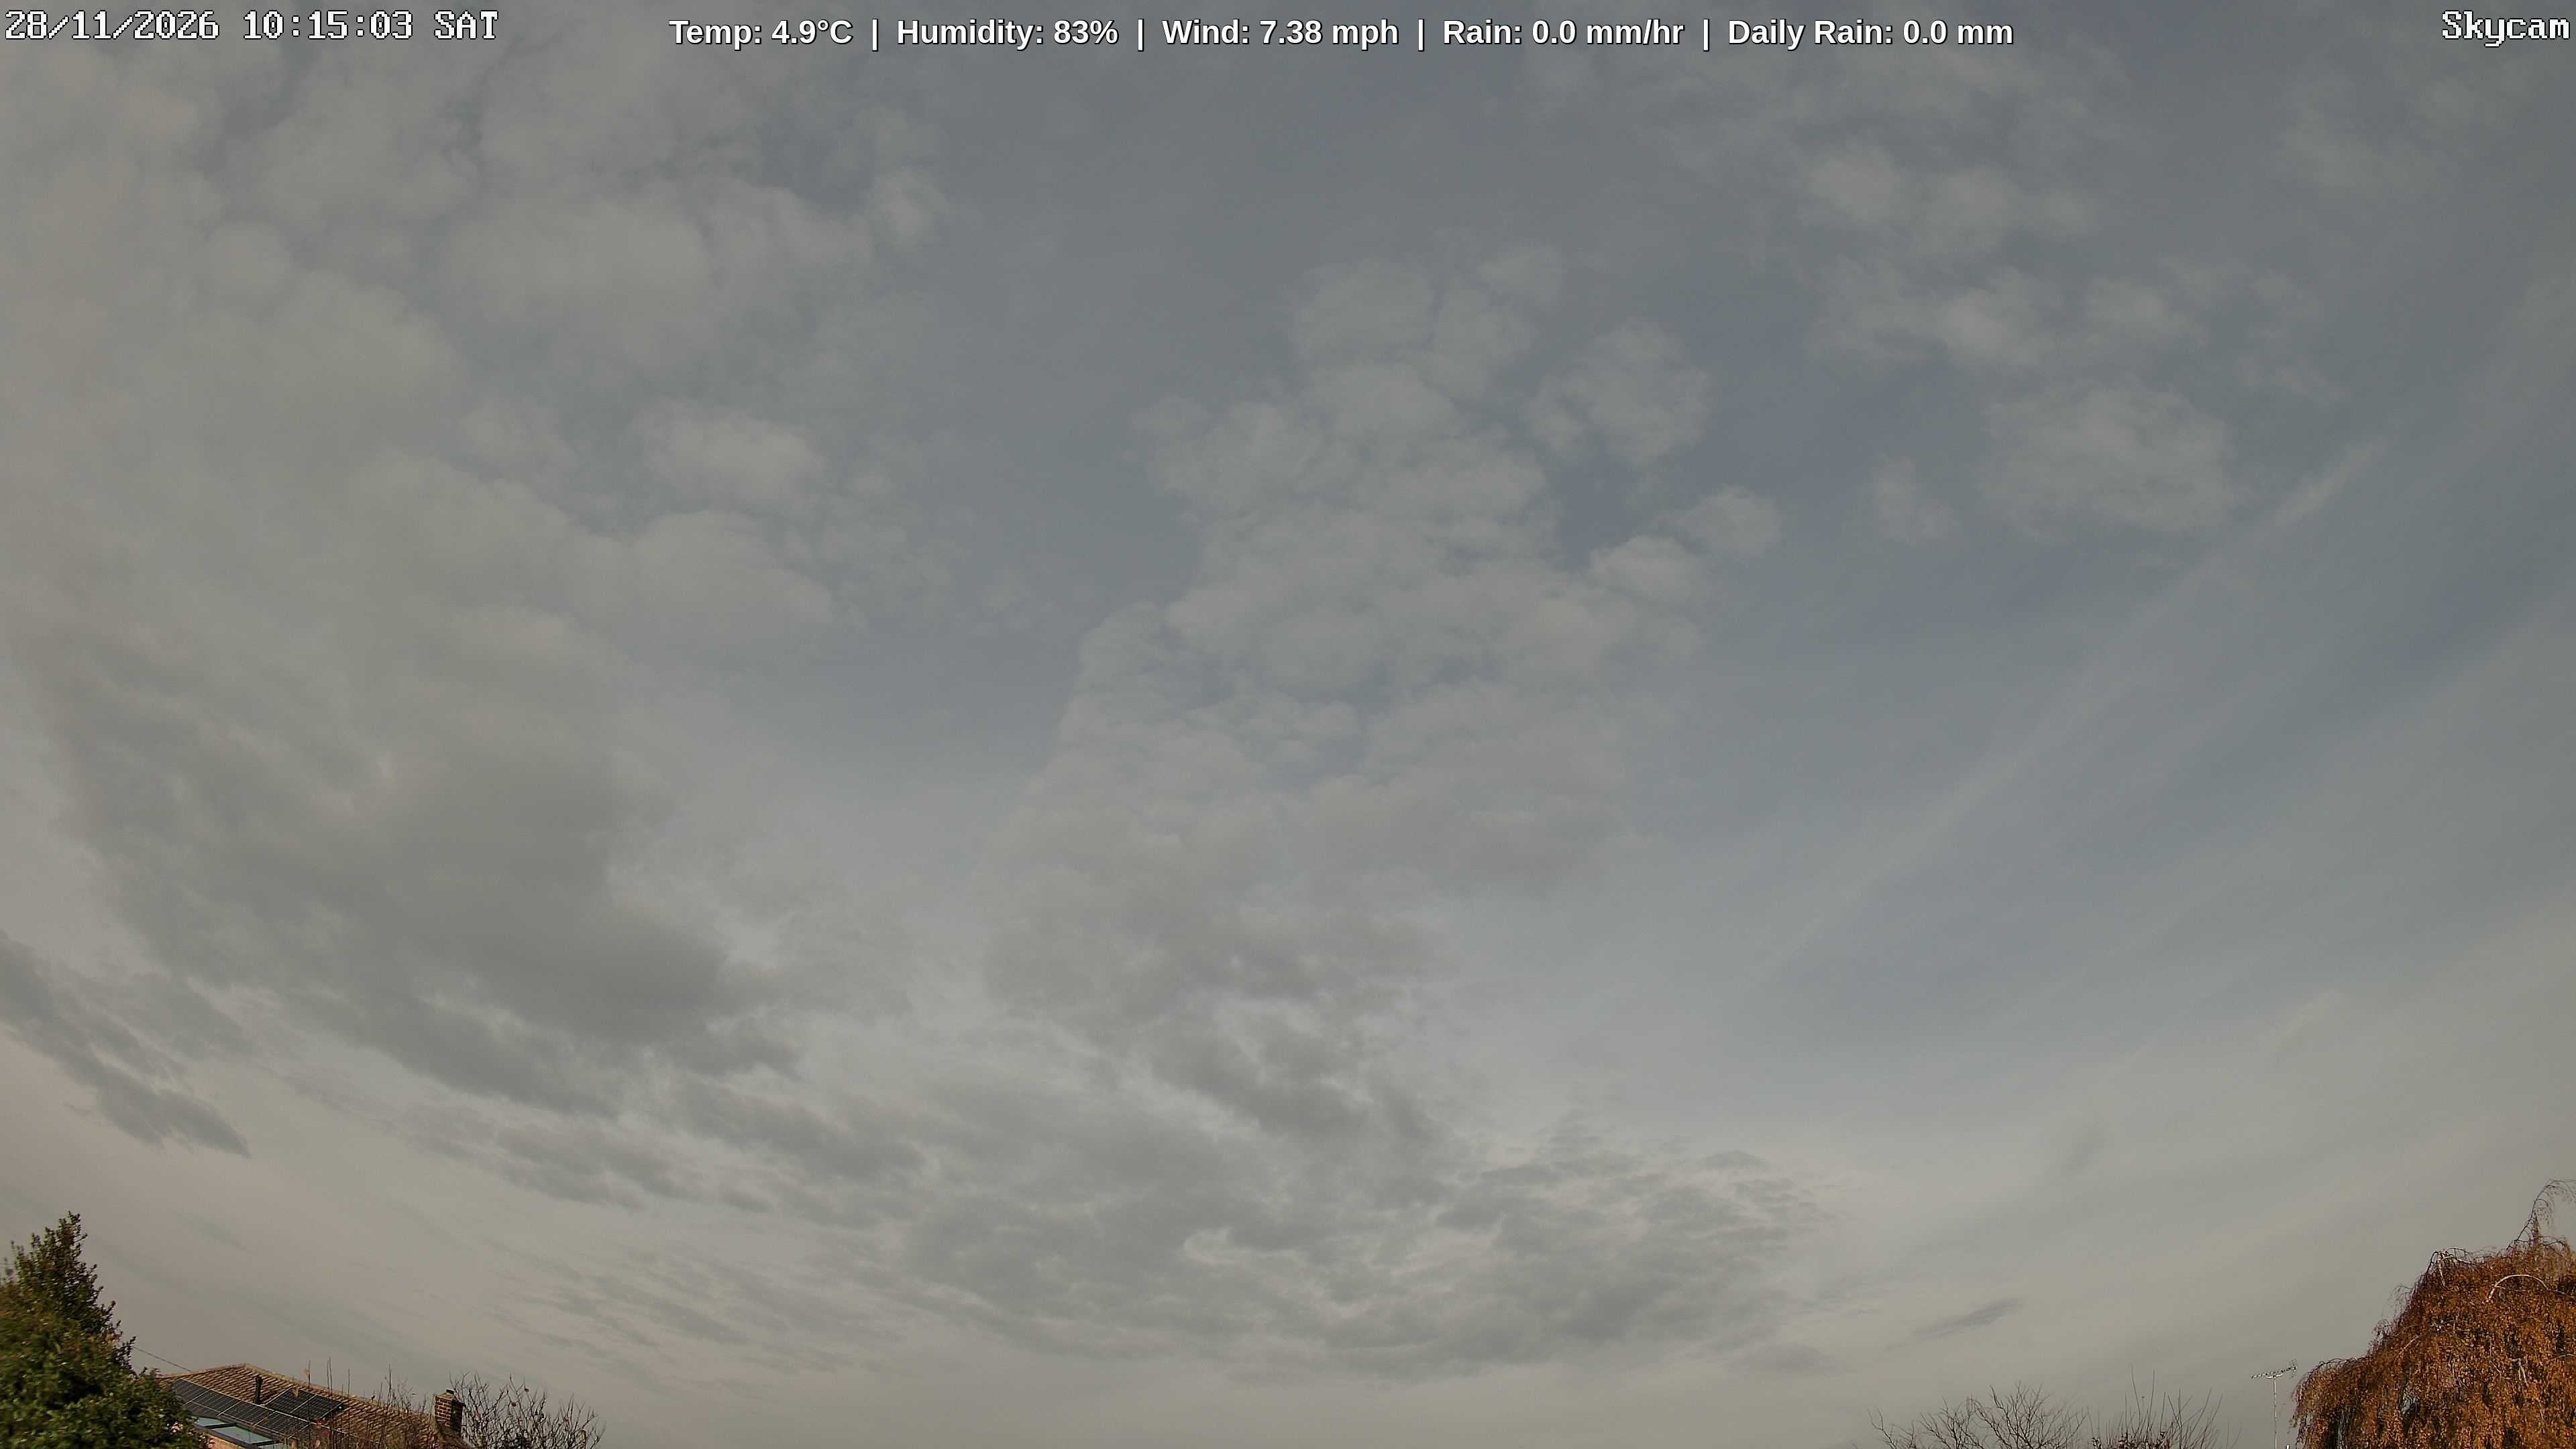 28/11/2026 10:15:03 SAT
Temp: 4.9°C | Humidity: 83% | Wind: 7.38 mph | Rain: 0.0 mm/hr | Daily Rain: 0.0 mm
Skycam